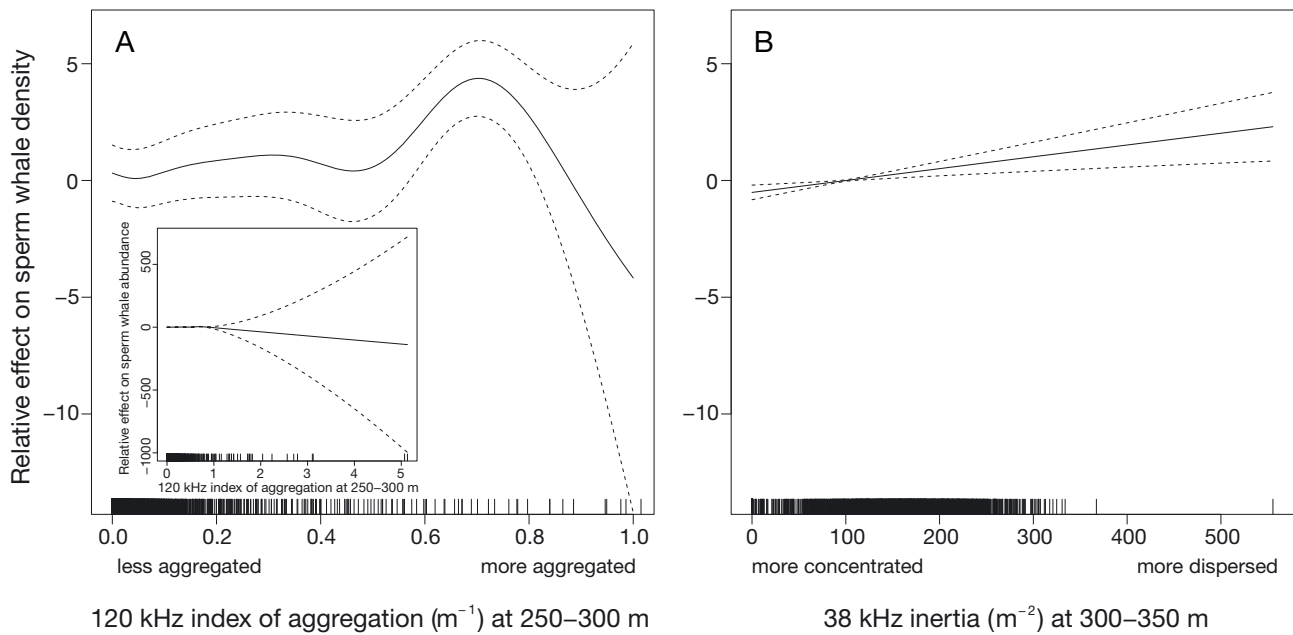 A
B
Relative effect on sperm whale density
5
0
−5
−10
5
0
−5
−10
Relative effect on sperm whale abundance
500
0
−500
−1000
0 1 2 3 4 5
120 kHz index of aggregation at 250–300 m
0.0 0.2 0.4 0.6 0.8 1.0
less aggregated more aggregated
120 kHz index of aggregation (m−1) at 250–300 m
0 100 200 300 400 500
more concentrated more dispersed
38 kHz inertia (m−2) at 300–350 m